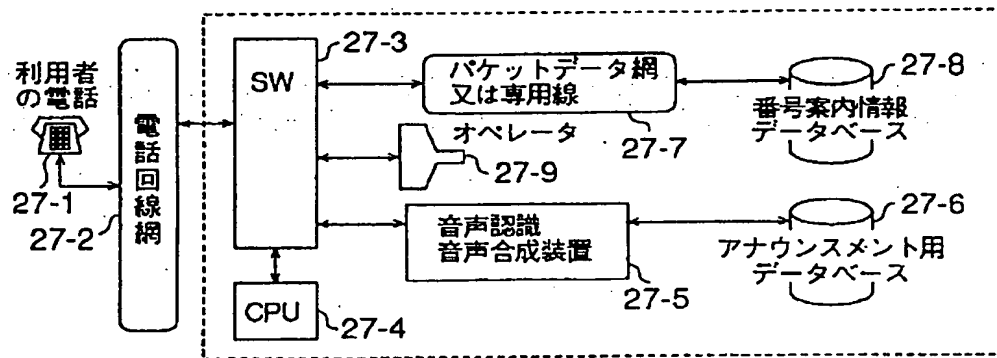 利用者
の電話
27-1
27-2
電話回線網
27-3
SW
CPU
27-4
パケットデータ網
又は専用線
27-7
オペレータ
27-9
音声認識
音声合成装置
27-5
27-8
番号案内情報
データベース
27-6
アナウンスメント用
データベース